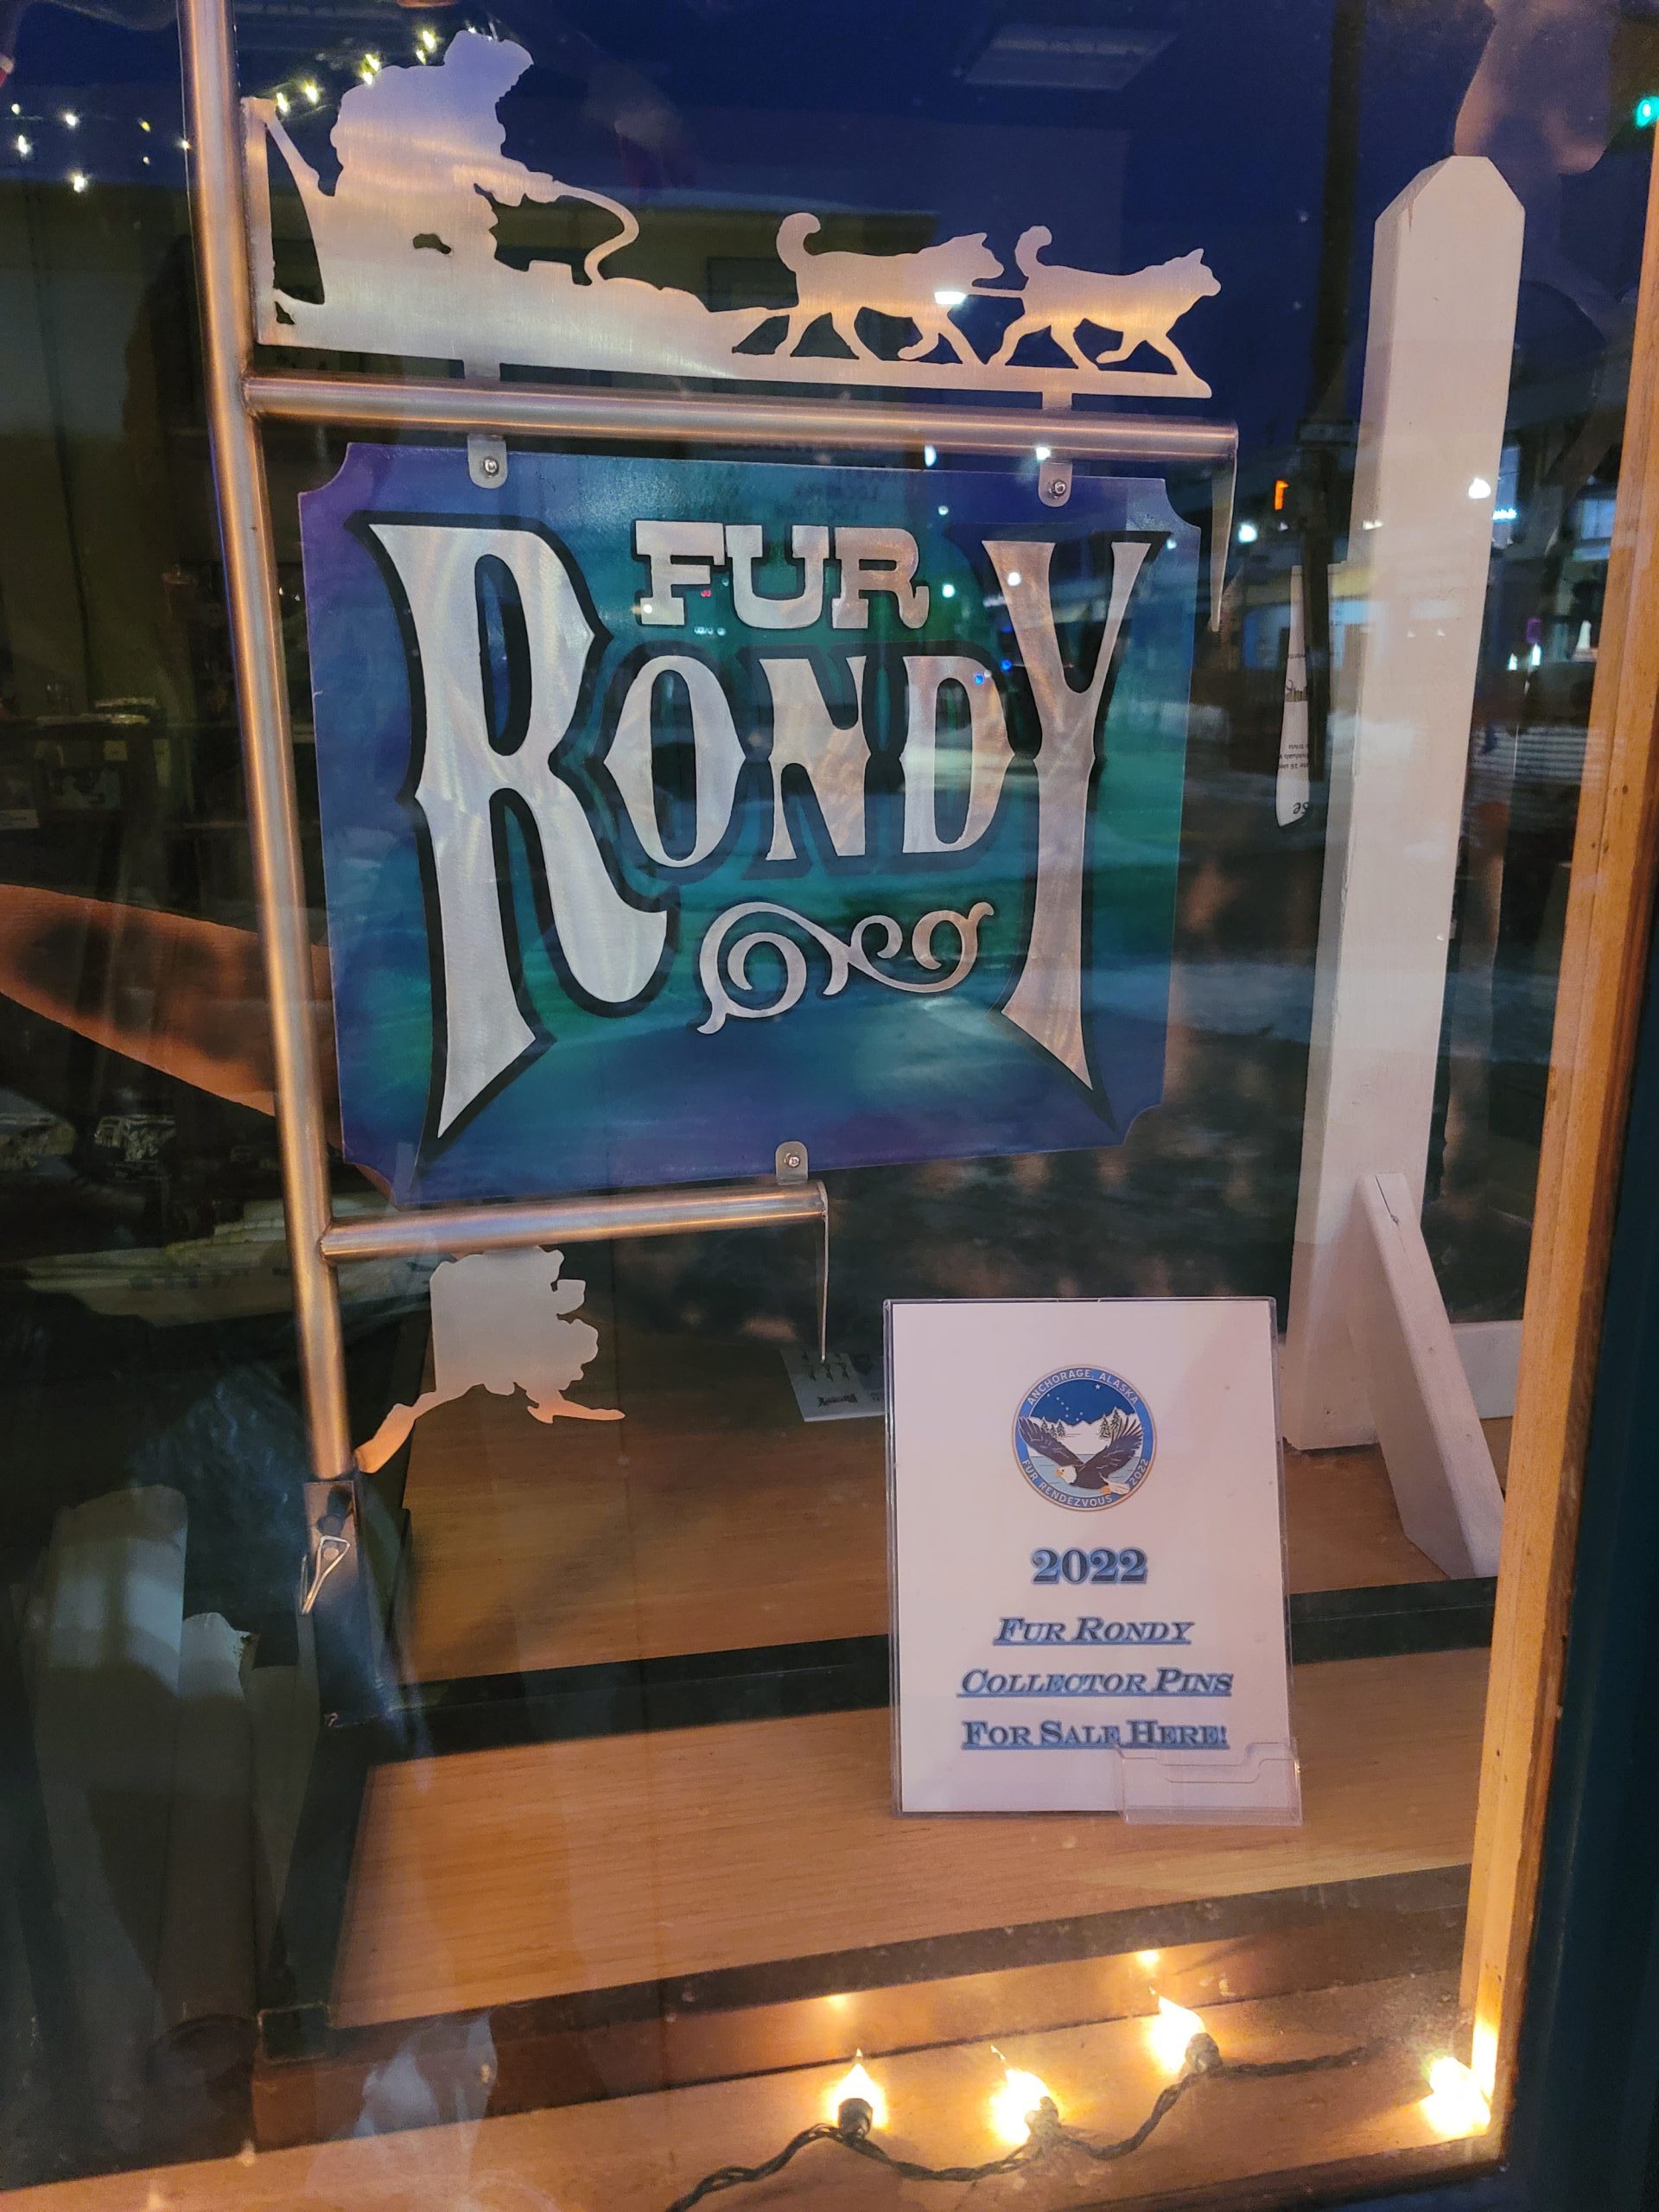 FUR
RONDY
ANCHORAGE, ALASKA
FUR RENDEZVOUS 2022
2022
FUR RONDY
COLLECTOR PINS
FOR SALE HERE!